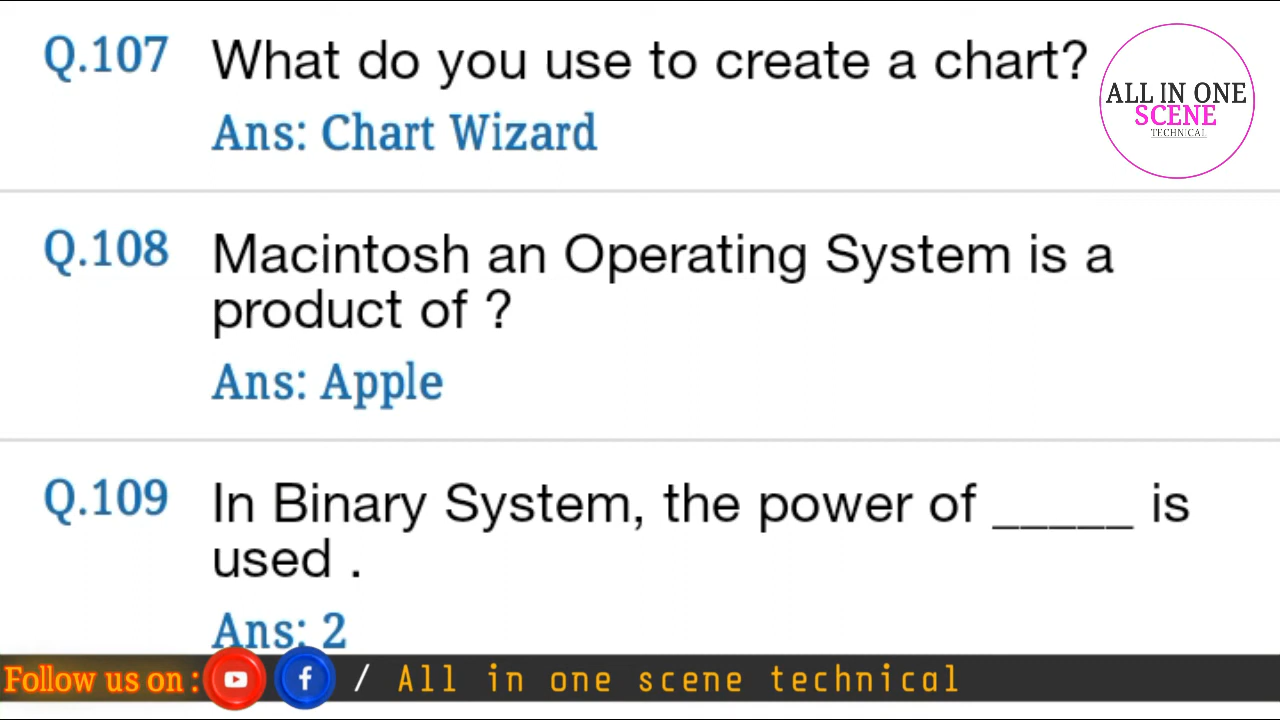 Q.107 What do you use to create a chart?
Ans: Chart Wizard
ALL IN ONE
SCENE
TECHNICAL
Q.108 Macintosh an Operating System is a
product of ?
Ans: Apple
Q.109 In Binary System, the power of _____ is
used .
Ans: 2
Follow us on : / All in one scene technical